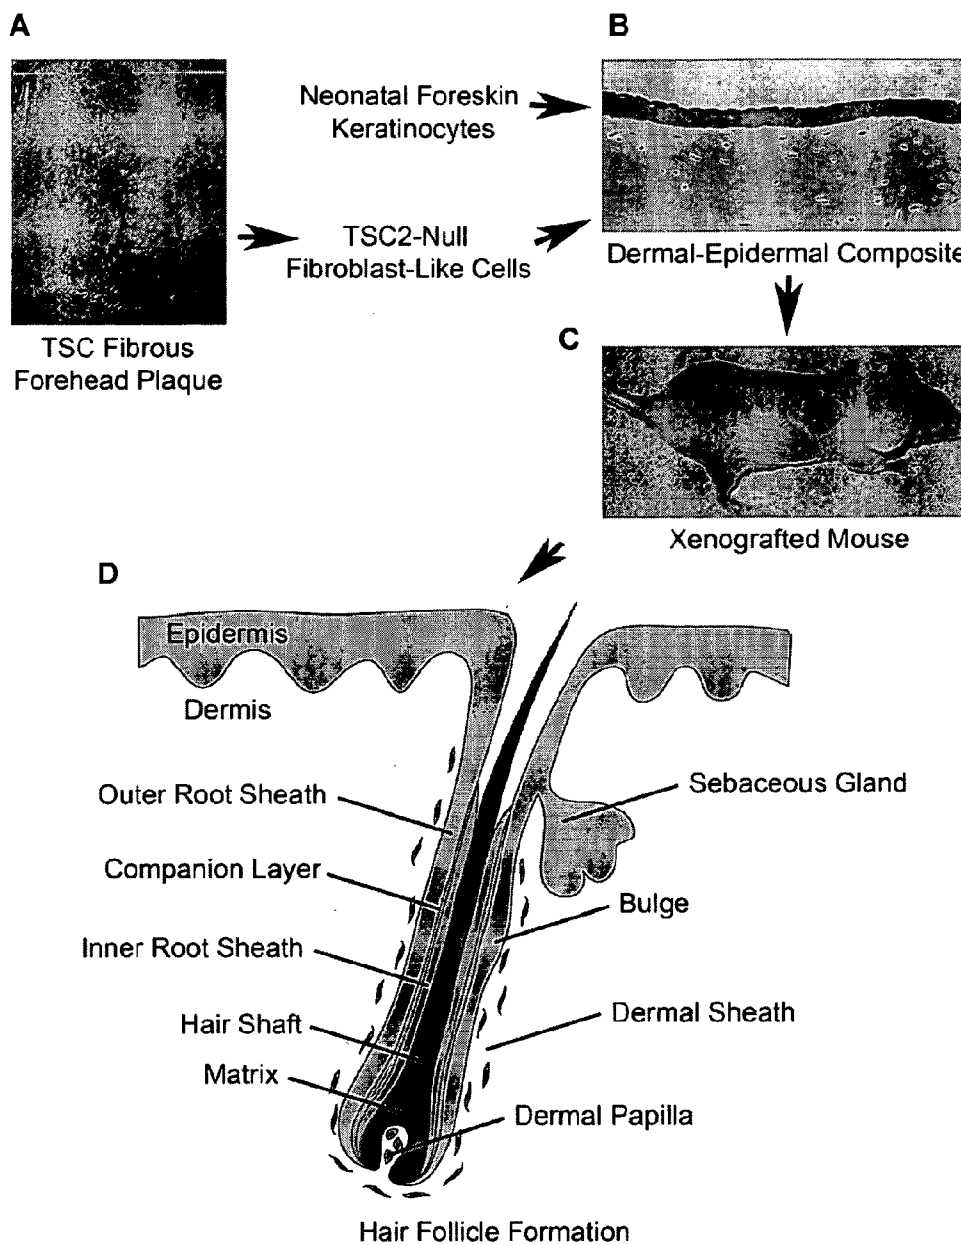 A
B
Neonatal Foreskin
Keratinocytes
TSC2-Null
Fibroblast-Like Cells
Dermal-Epidermal Composite
TSC Fibrous
Forehead Plaque
C
Xenografted Mouse
D
Epidermis
Dermis
Outer Root Sheath
Sebaceous Gland
Companion Layer
Bulge
Inner Root Sheath
Hair Shaft
Dermal Sheath
Matrix
Dermal Papilla
Hair Follicle Formation